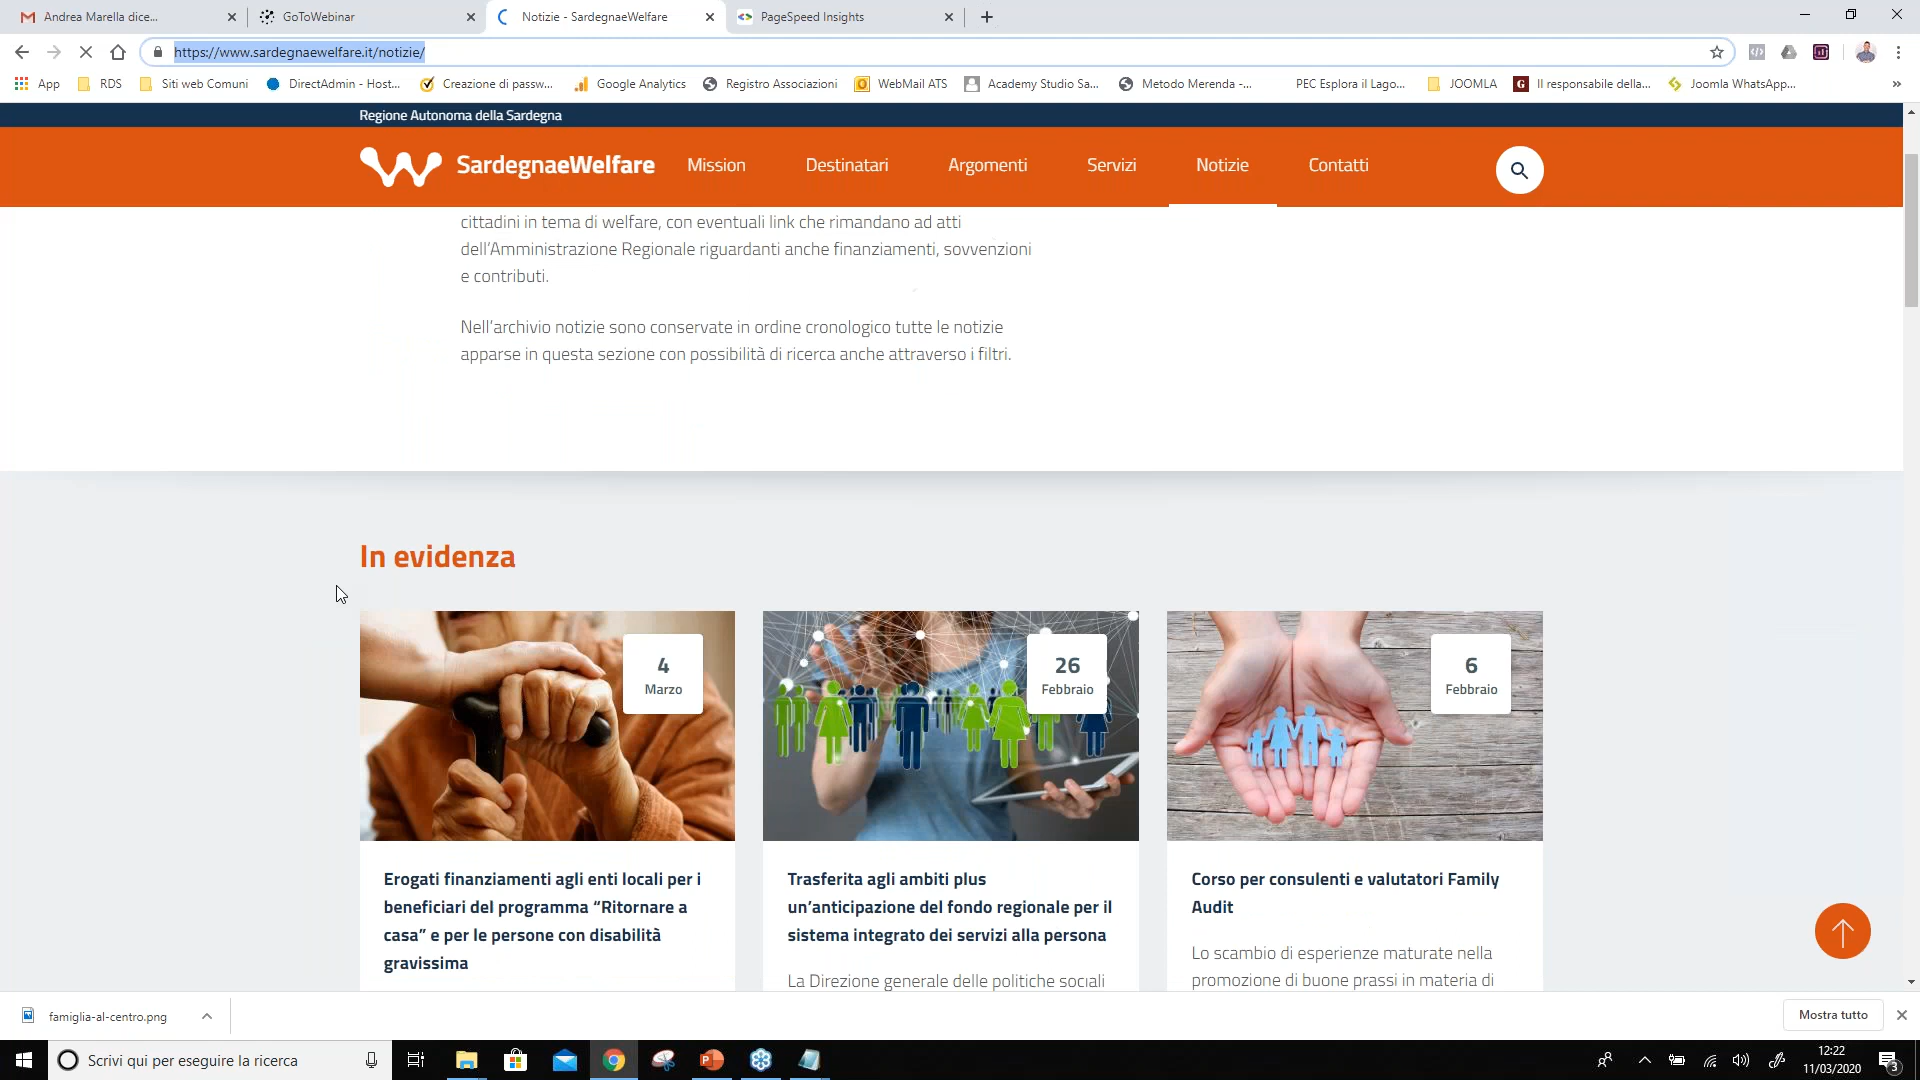 Andrea Marella dice...
GoToWebinar
Notizie - SardegnaeWelfare
PageSpeed Insights
https://www.sardegnaewelfare.it/notizie/
App
RDS
Siti web Comuni
DirectAdmin - Host...
Creazione di passw...
Google Analytics
Registro Associazioni
WebMail ATS
Academy Studio Sa...
Metodo Merenda -...
PEC Esplora il Lago...
JOOMLA
Il responsabile della...
Joomla WhatsApp...
Regione Autonoma della Sardegna
SardegnaeWelfare
Mission
Destinatari
Argomenti
Servizi
Notizie
Contatti
cittadini in tema di welfare, con eventuali link che rimandano ad atti
dell'Amministrazione Regionale riguardanti anche finanziamenti, sovvenzioni
e contributi.
Nell'archivio notizie sono conservate in ordine cronologico tutte le notizie
apparse in questa sezione con possibilità di ricerca anche attraverso i filtri.
In evidenza
4
Marzo
26
Febbraio
6
Febbraio
Erogati finanziamenti agli enti locali per i
beneficiari del programma “Ritornare a
casa” e per le persone con disabilità
gravissima
Trasferita agli ambiti plus
un’anticipazione del fondo regionale per il
sistema integrato dei servizi alla persona
La Direzione generale delle politiche sociali
Corso per consulenti e valutatori Family
Audit
Lo scambio di esperienze maturate nella
promozione di buone prassi in materia di
famiglia-al-centro.png
Mostra tutto
Scrivi qui per eseguire la ricerca
12:22
11/03/2020
3